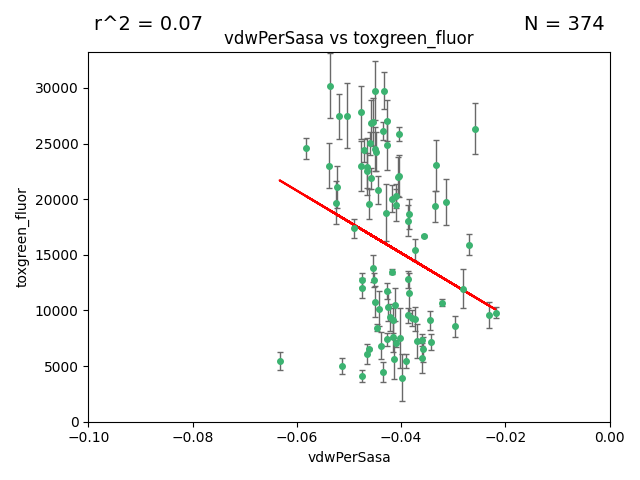 r^2 = 0.07
N = 374
vdwPerSasa vs toxgreen_fluor
toxgreen_fluor
30000
25000
20000
15000
10000
5000
0
−0.10
−0.08
−0.06
−0.04
−0.02
0.00
vdwPerSasa